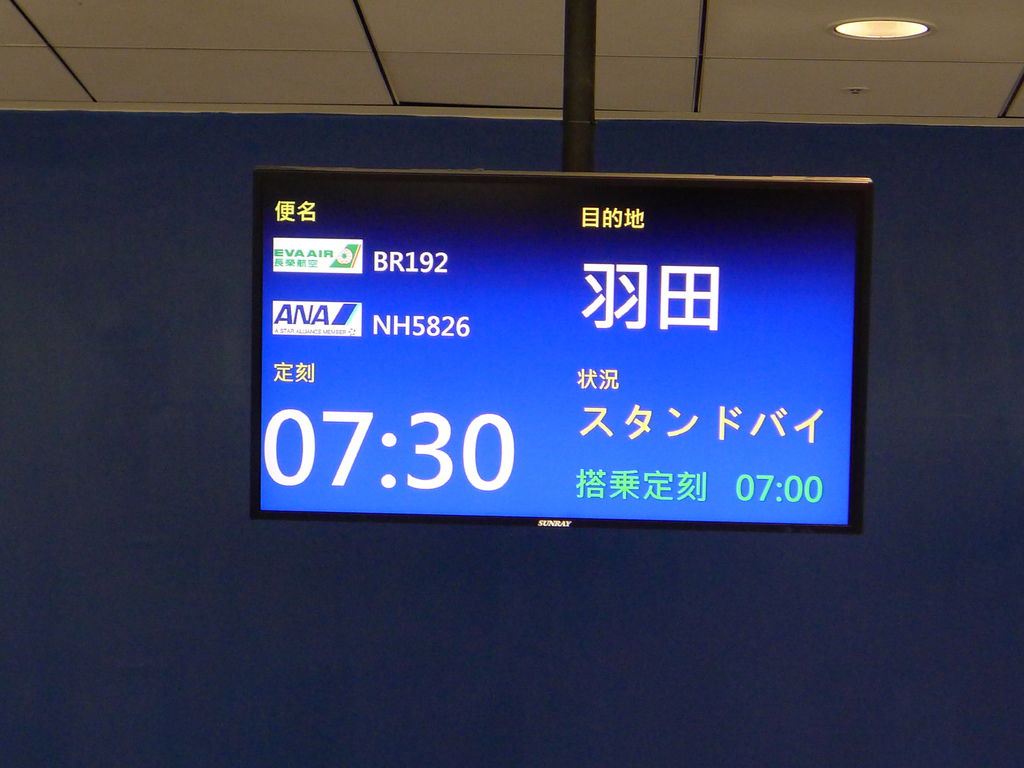 便名
EVA AIR
長榮航空
BR192
ANA
A STAR ALLIANCE MEMBER
NH5826
定刻
07:30
目的地
羽田
状況
スタンドバイ
搭乗定刻 07:00
SUNRAY